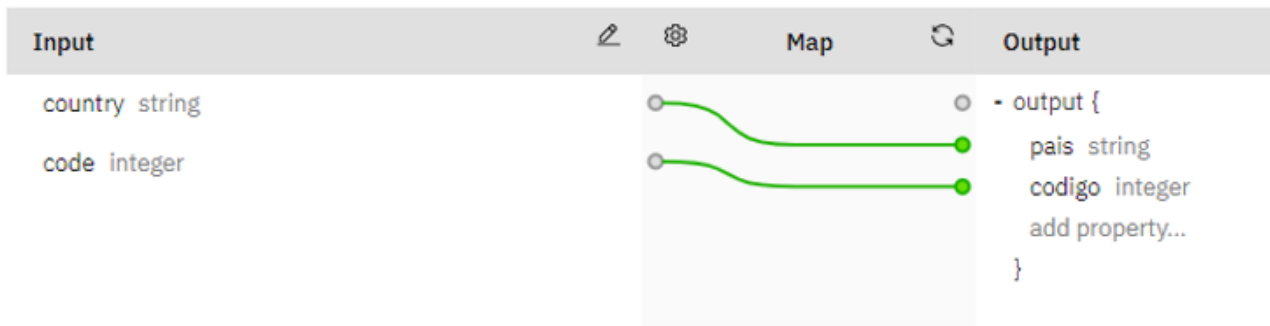 Input Map Output
country string - output {
pais string
code integer
codigo integer
add property...
}